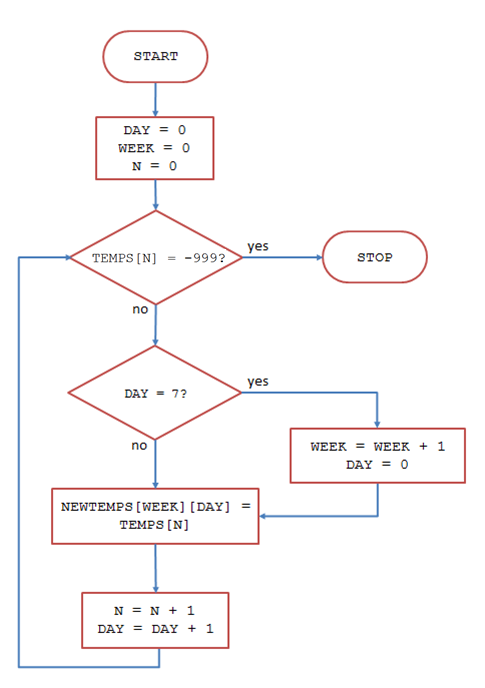 START
DAY = 0
WEEK = 0
N = 0
TEMPS[N] = -999?
yes
STOP
no
DAY = 7?
yes
WEEK = WEEK + 1
DAY = 0
no
NEWTEMPS[WEEK][DAY] =
TEMPS[N]
N = N + 1
DAY = DAY + 1